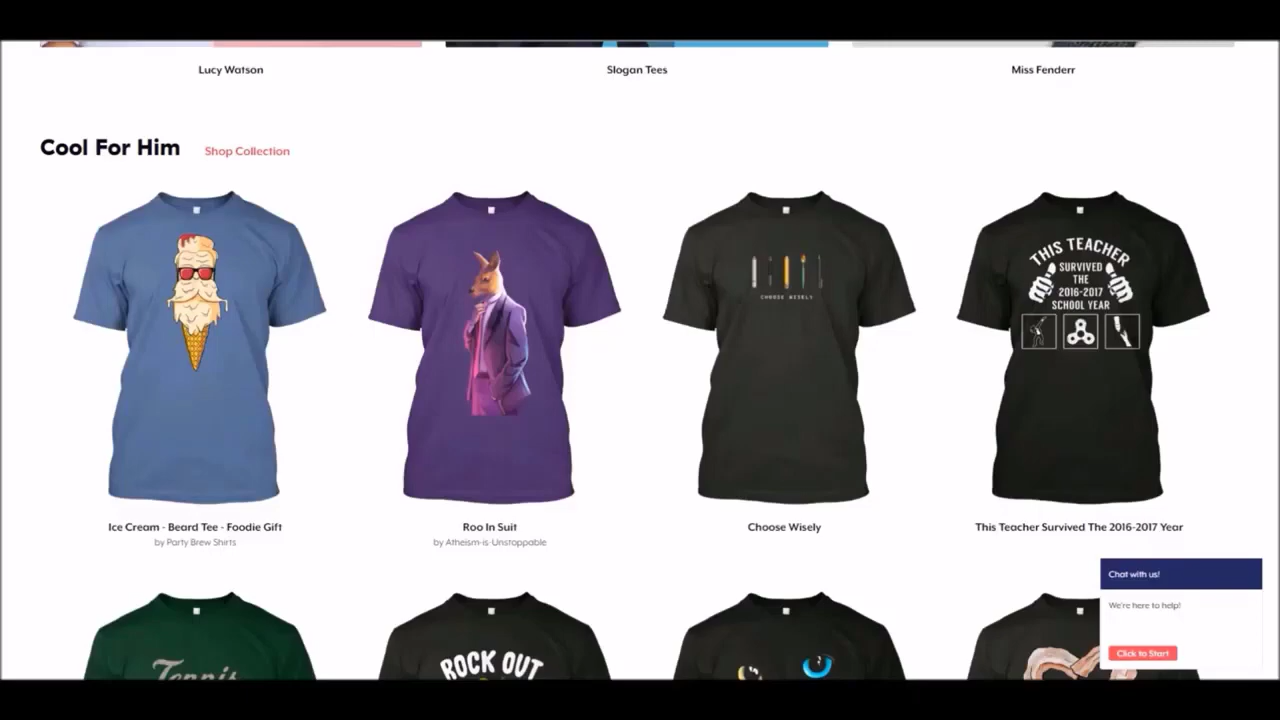 Lucy Watson
Slogan Tees
Miss Fenderr
Cool For Him
Shop Collection
CHOOSE WISELY
THIS TEACHER
SURVIVED
THE
2016-2017
SCHOOL YEAR
Ice Cream - Beard Tee - Foodie Gift
by Party Brew Shirts
Roo In Suit
by Atheism-is-Unstoppable
Choose Wisely
This Teacher Survived The 2016-2017 Year
Chat with us!
We're here to help!
Click to Start
Tennis
ROCK OUT